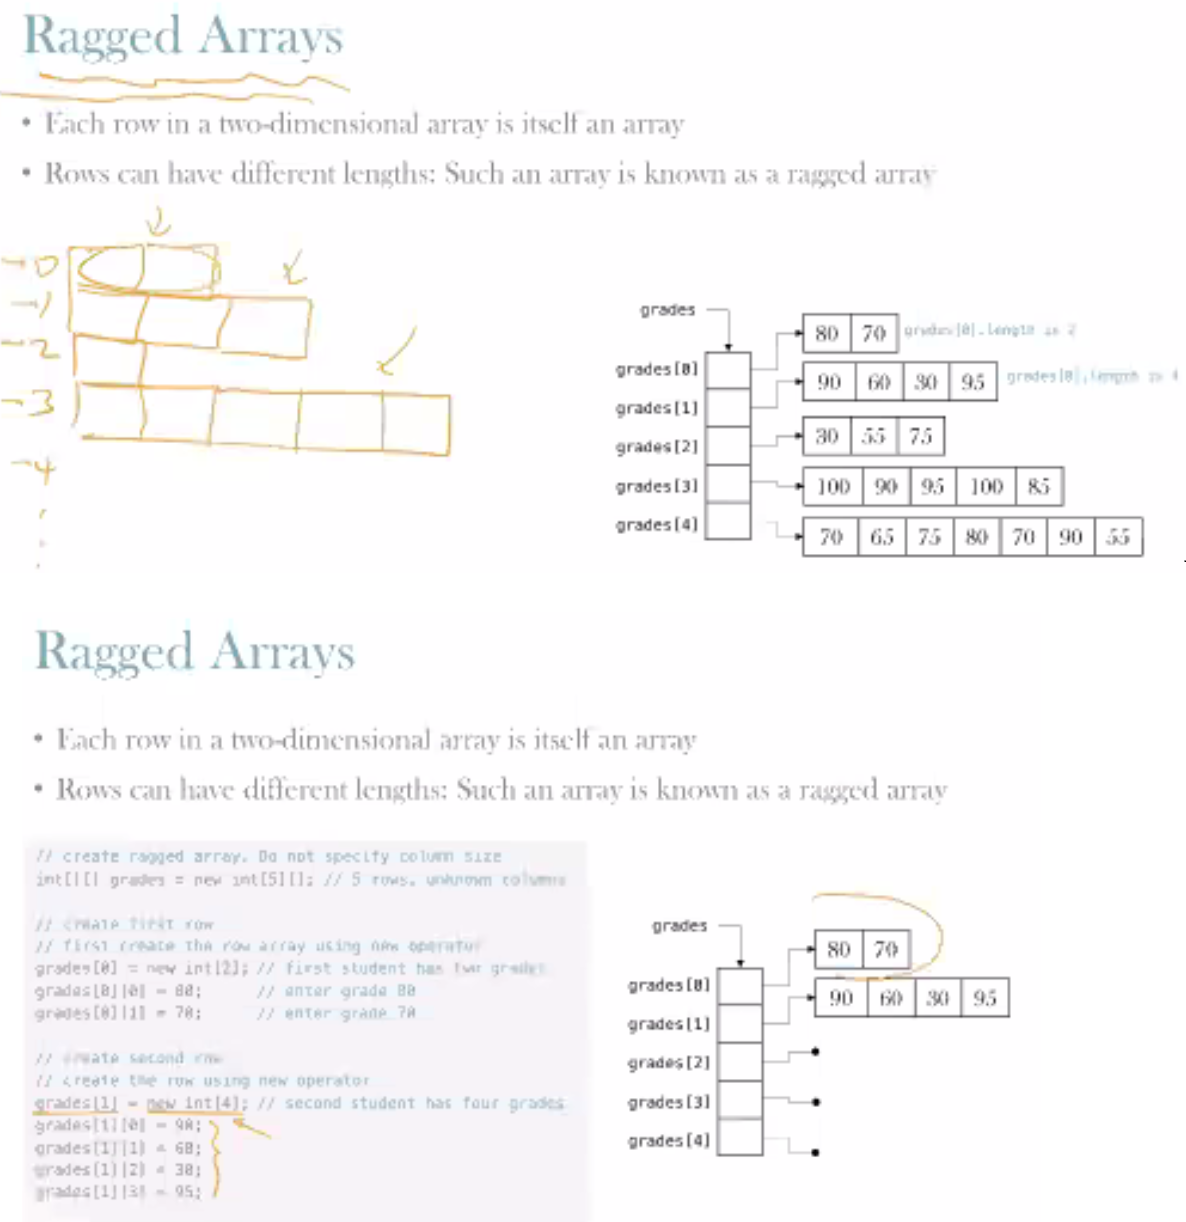 Ragged Arrays
• Each row in a two-dimensional array is itself an array
• Rows can have different lengths: Such an array is known as a ragged array
0
1
2
3
4
grades
grades[0]
grades[1]
grades[2]
grades[3]
grades[4]
80 70 grades[0].length is 2
90 60 30 95 grades[0].length is 4
30 55 75
100 90 95 100 85
70 65 75 80 70 90 55
Ragged Arrays
• Each row in a two-dimensional array is itself an array
• Rows can have different lengths: Such an array is known as a ragged array
// create ragged array. Do not specify column size
int[][] grades = new int[5][]; // 5 rows, unknown columns
// create first row
// first create the row array using new operator
grades[0] = new int[2]; // first student has two grades
grades[0][0] = 80; // enter grade 80
grades[0][1] = 70; // enter grade 70
// create second row
// create the row using new operator
grades[1] = new int[4]; // second student has four grades
grades[1][0] = 90;
grades[1][1] = 60;
grades[1][2] = 30;
grades[1][3] = 95;
grades
grades[0]
grades[1]
grades[2]
grades[3]
grades[4]
80 70
90 60 30 95